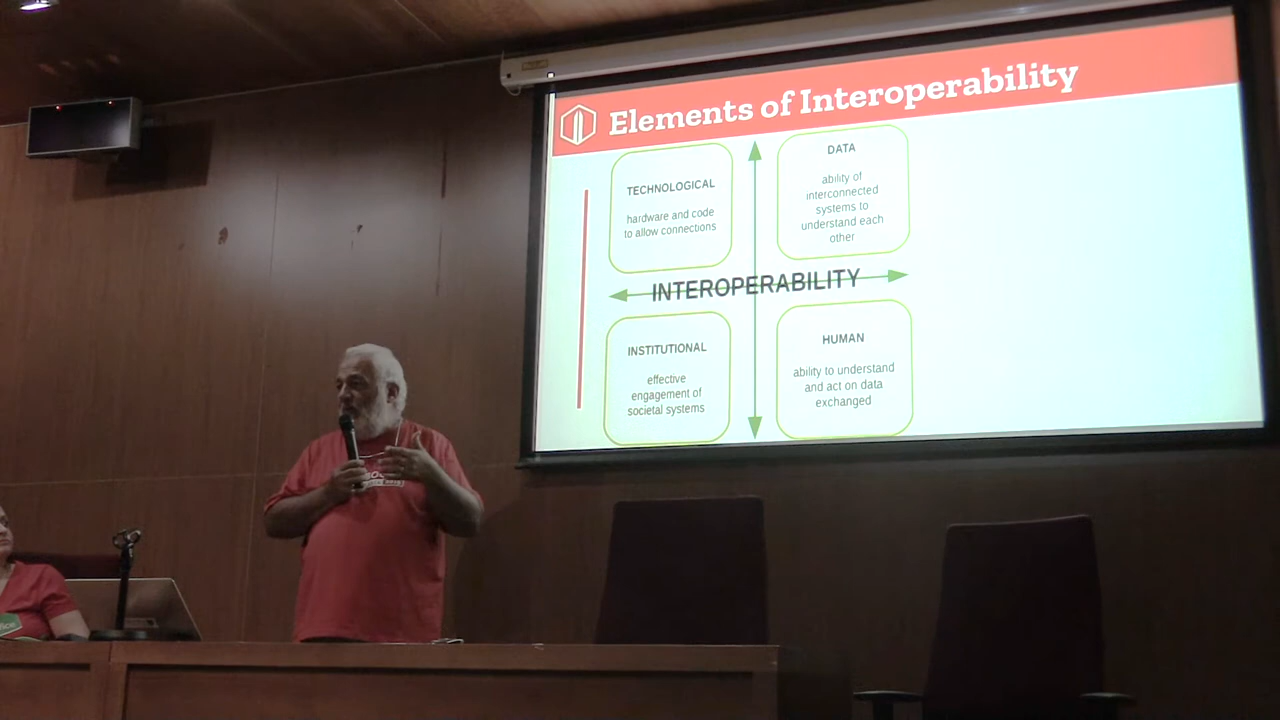 Elements of Interoperability
TECHNOLOGICAL
hardware and code
to allow connections
DATA
ability of
interconnected
systems to
understand each
other
INTEROPERABILITY
INSTITUTIONAL
effective
engagement of
societal systems
HUMAN
ability to understand
and act on data
exchanged